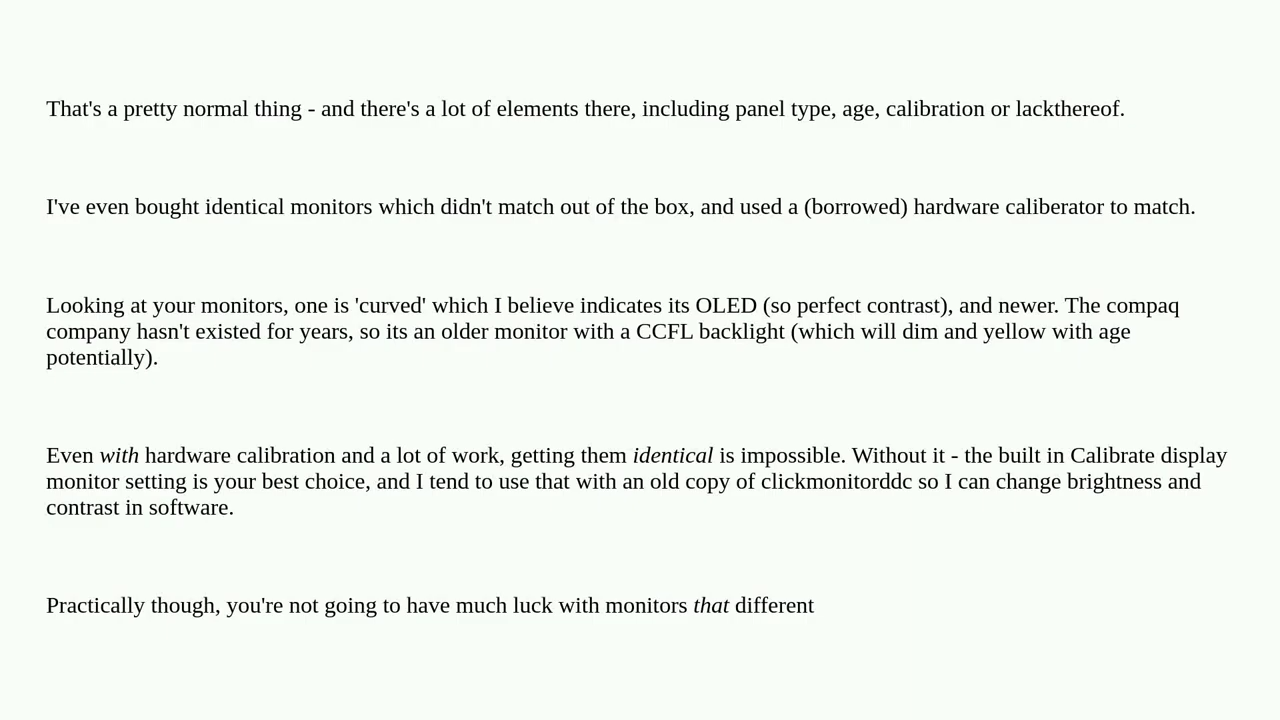 That's a pretty normal thing - and there's a lot of elements there, including panel type, age, calibration or lackthereof.
I've even bought identical monitors which didn't match out of the box, and used a (borrowed) hardware caliberator to match.
Looking at your monitors, one is 'curved' which I believe indicates its OLED (so perfect contrast), and newer. The compaq
company hasn't existed for years, so its an older monitor with a CCFL backlight (which will dim and yellow with age
potentially).
Even with hardware calibration and a lot of work, getting them identical is impossible. Without it - the built in Calibrate display
monitor setting is your best choice, and I tend to use that with an old copy of clickmonitorddc so I can change brightness and
contrast in software.
Practically though, you're not going to have much luck with monitors that different